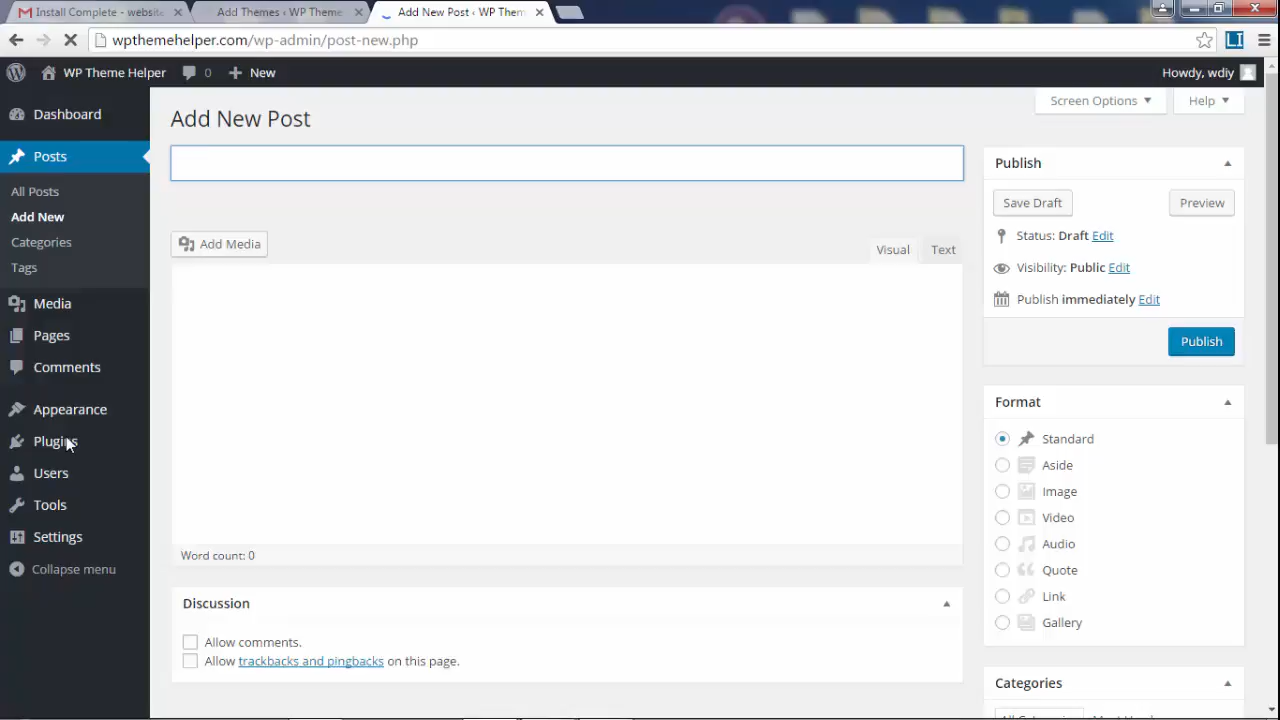 Install Complete - website
Add Themes ‹ WP Theme
Add New Post ‹ WP Them
wpthemehelper.com/wp-admin/post-new.php
WP Theme Helper
0
New
Howdy, wdiy
Dashboard
Posts
All Posts
Add New
Categories
Tags
Media
Pages
Comments
Appearance
Plugins
Users
Tools
Settings
Collapse menu
Screen Options
Help
Add New Post
Add Media
Visual
Text
Word count: 0
Discussion
Allow comments.
Allow trackbacks and pingbacks on this page.
Publish
Save Draft
Preview
Status: Draft Edit
Visibility: Public Edit
Publish immediately Edit
Publish
Format
Standard
Aside
Image
Video
Audio
Quote
Link
Gallery
Categories